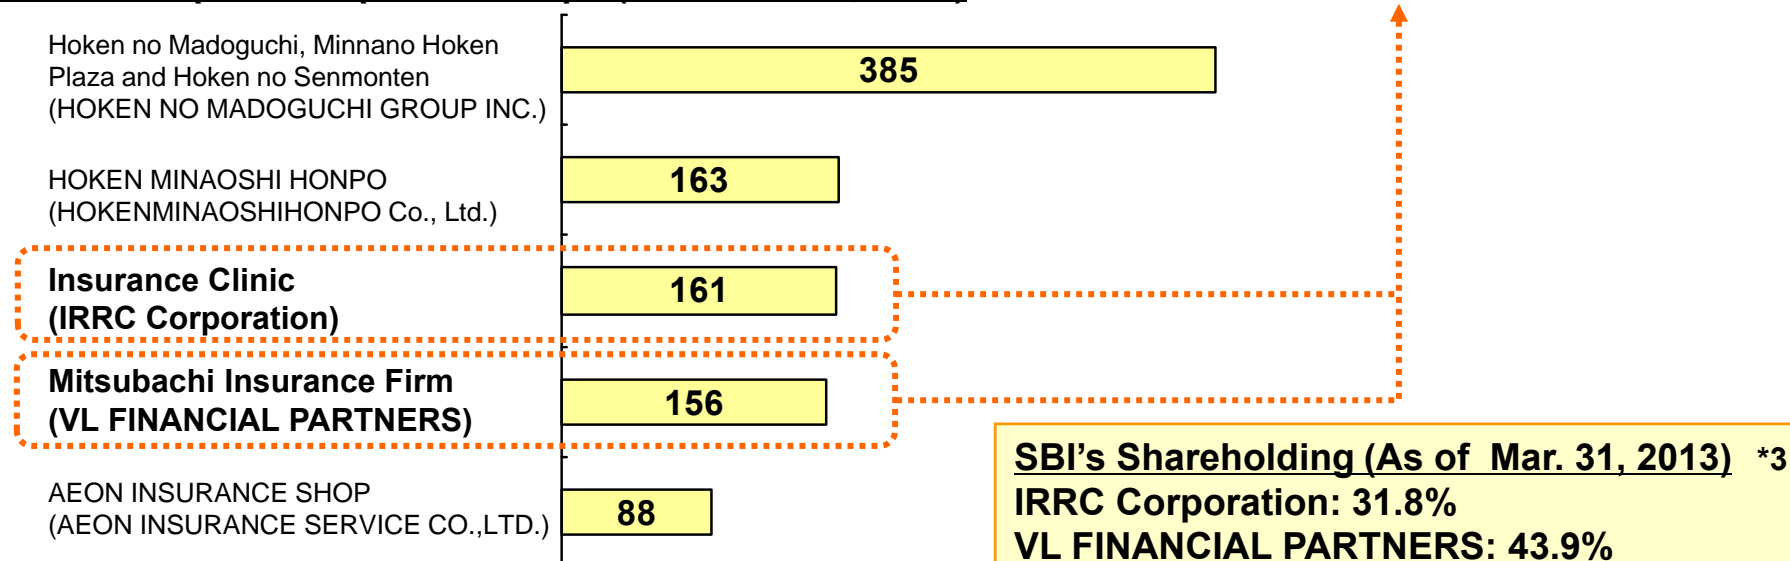 Hoken no Madoguchi, Minnano Hoken
Plaza and Hoken no Senmonten
(HOKEN NO MADOGUCHI GROUP INC.)
385
HOKEN MINAOSHI HONPO
(HOKENMINAOSHIHONPO Co., Ltd.)
163
Insurance Clinic
(IRRC Corporation)
161
Mitsubachi Insurance Firm
(VL FINANCIAL PARTNERS)
156
AEON INSURANCE SHOP
(AEON INSURANCE SERVICE CO.,LTD.)
88
SBI’s Shareholding (As of Mar. 31, 2013) *3
IRRC Corporation: 31.8%
VL FINANCIAL PARTNERS: 43.9%